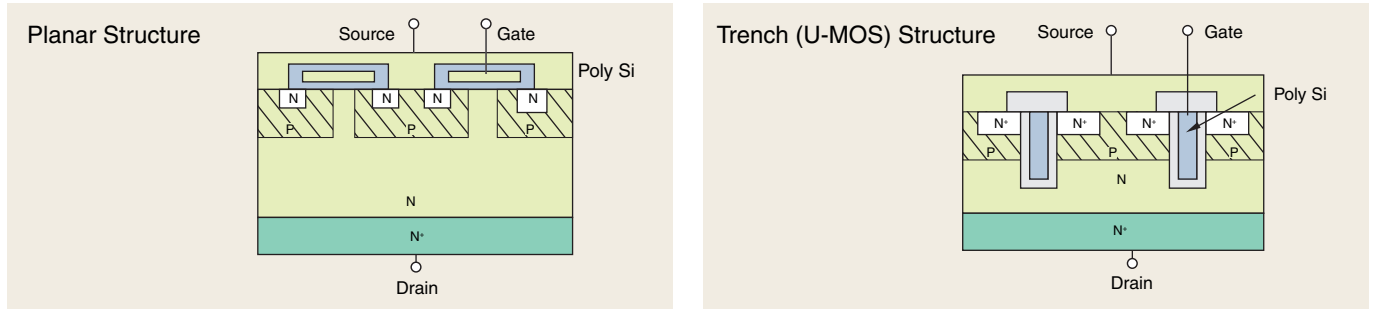 Planar Structure
Source
Gate
Poly Si
N
N
N
N
P
P
P
N
N+
Drain
Trench (U-MOS) Structure
Source
Gate
Poly Si
N+
N+
N+
N+
P
P
P
N
N+
Drain